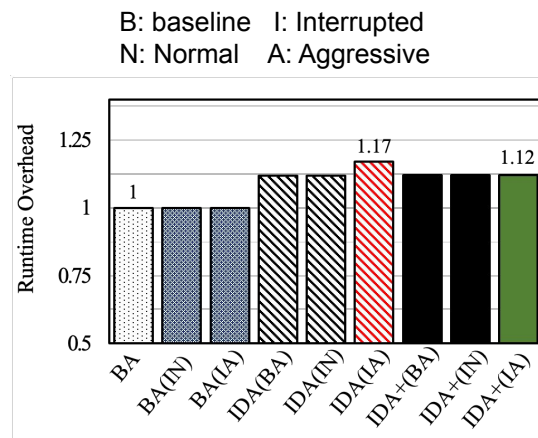 B: baseline I: Interrupted
N: Normal A: Aggressive
Runtime Overhead
1.25
1
0.75
0.5
1
1.17
1.12
BA
BA(IN)
BA(IA)
IDA(BA)
IDA(IN)
IDA(IA)
IDA+(BA)
IDA+(IN)
IDA+(IA)